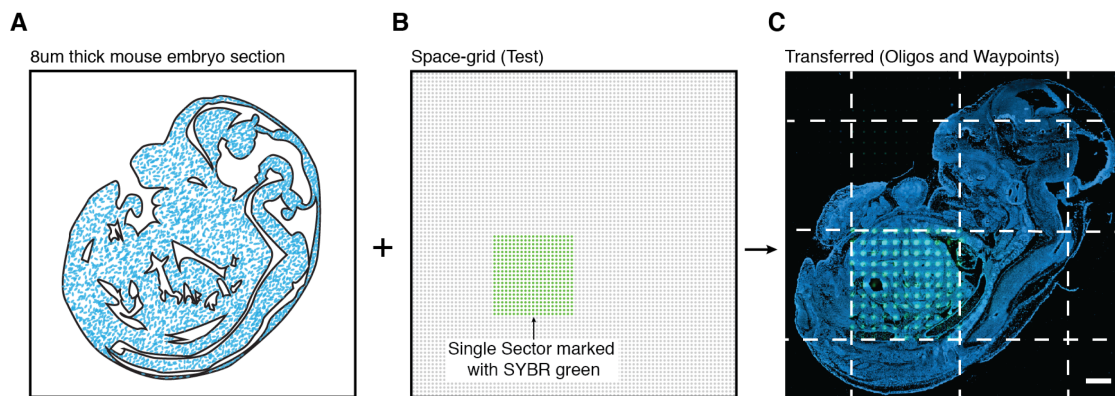 A
8um thick mouse embryo section
+
B
Space-grid (Test)
Single Sector marked
with SYBR green
C
Transferred (Oligos and Waypoints)